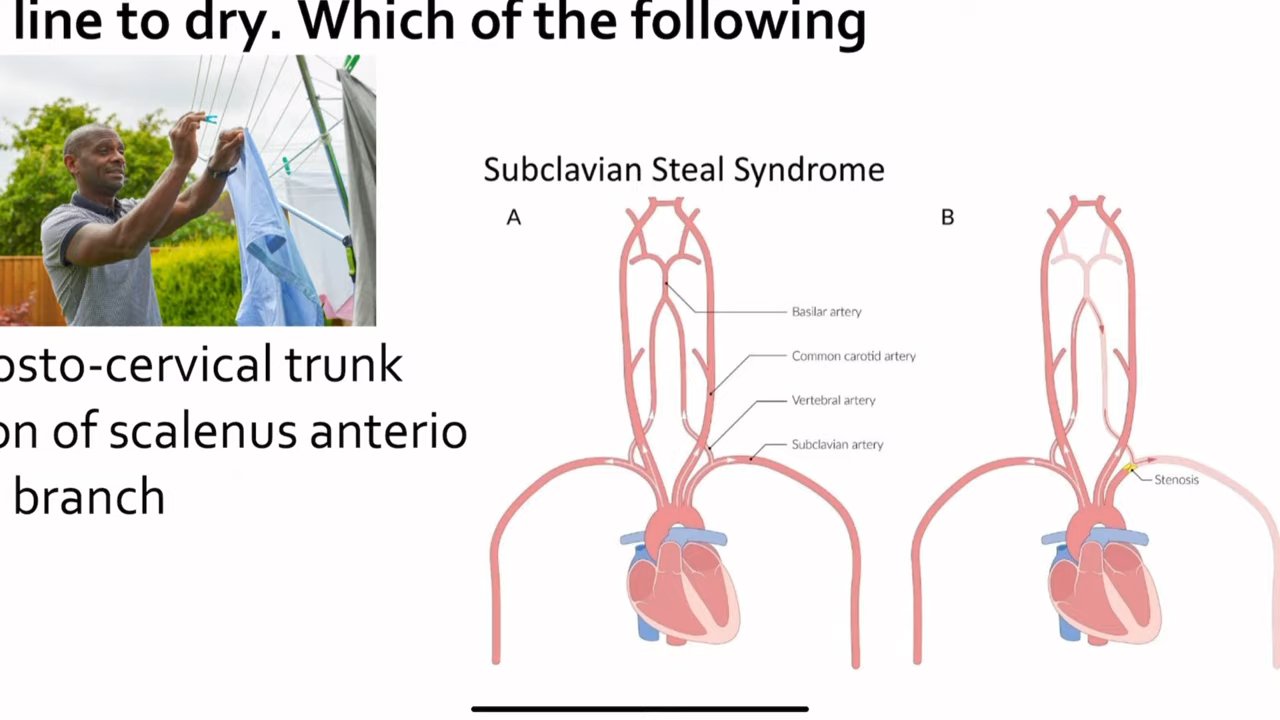 line to dry. Which of the following
Subclavian Steal Syndrome
A
B
Basilar artery
Common carotid artery
Vertebral artery
Subclavian artery
Stenosis
osto-cervical trunk
on of scalenus anterio
branch